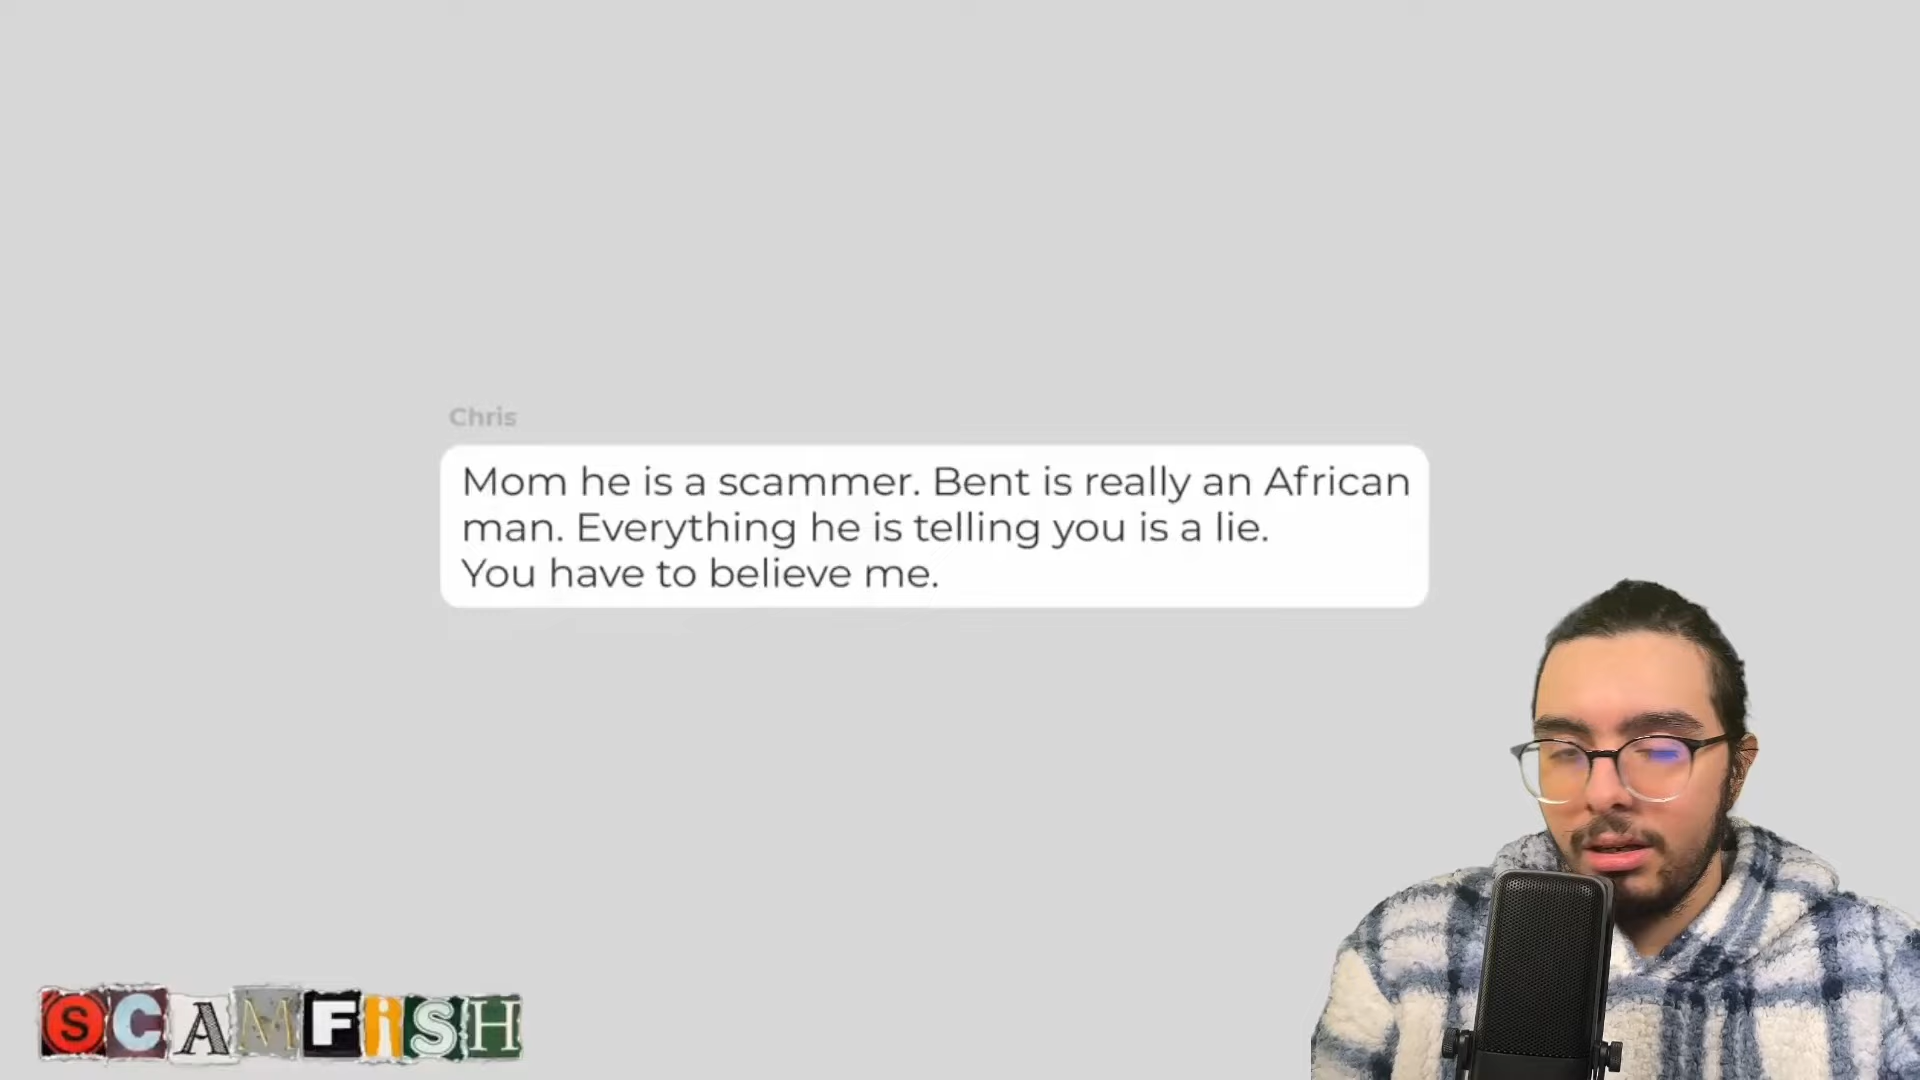 Chris
Mom he is a scammer. Bent is really an African
man. Everything he is telling you is a lie.
You have to believe me.
SCAMFiSH